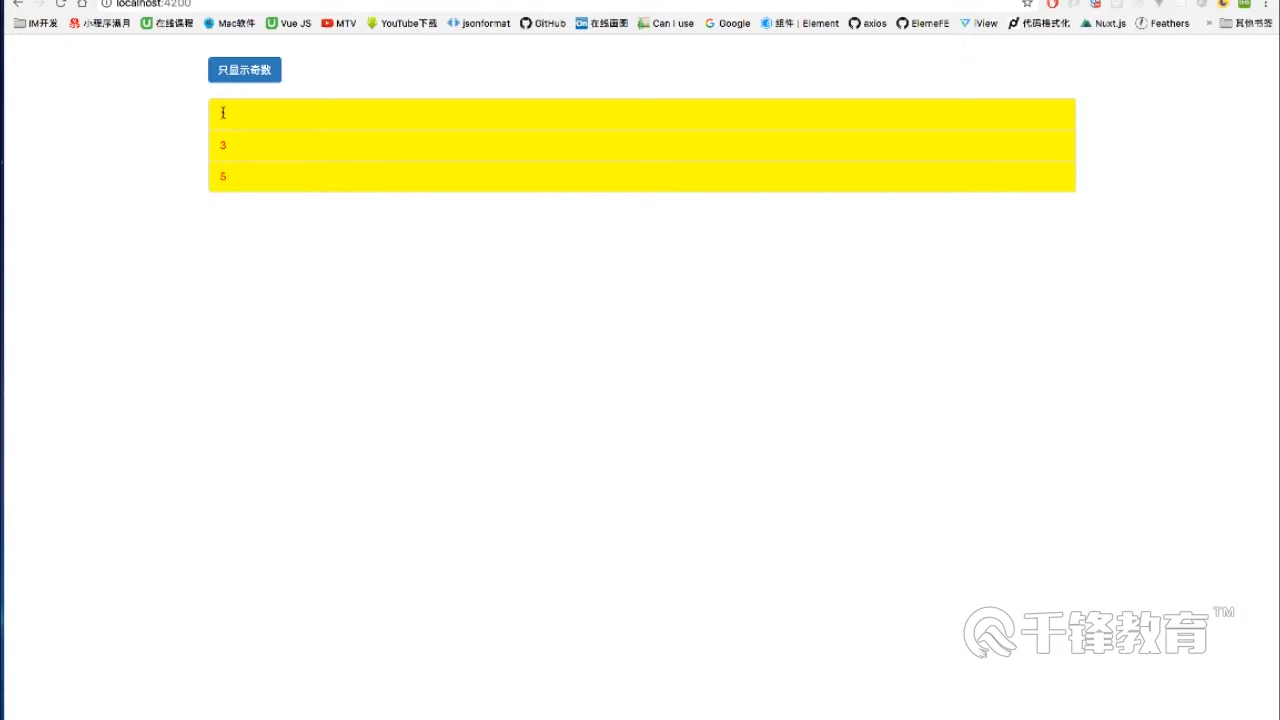 localhost:4200
IM开发 小程序满月 在线课程 Mac软件 Vue JS MTV YouTube下载 jsonformat GitHub 在线画图 Can I use Google 组件 | Element axios ElemeFE iView 代码格式化 Nuxt.js Feathers » 其他书签
只显示奇数
3
5
千锋教育™